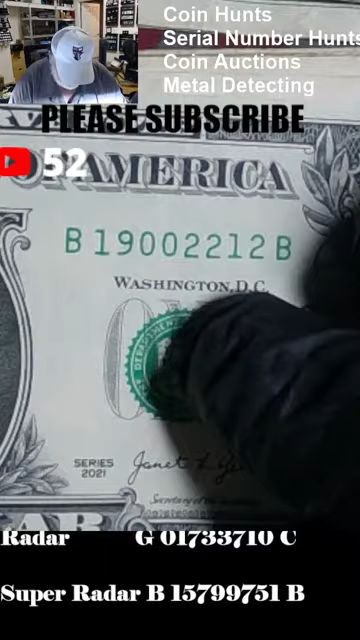 Coin Hunts
Serial Number Hunts
Coin Auctions
Metal Detecting
PLEASE SUBSCRIBE
52
OF AMERICA
B 19002212 B
WASHINGTON, D.C.
SERIES
2021
Radar G 01733710 C
Super Radar B 15799751 B